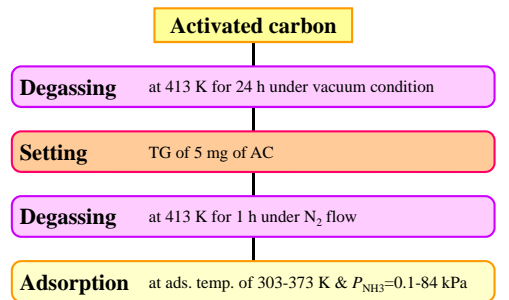 Activated carbon
Degassing at 413 K for 24 h under vacuum condition
Setting TG of 5 mg of AC
Degassing at 413 K for 1 h under N₂ flow
Adsorption at ads. temp. of 303-373 K & P_NH3=0.1-84 kPa